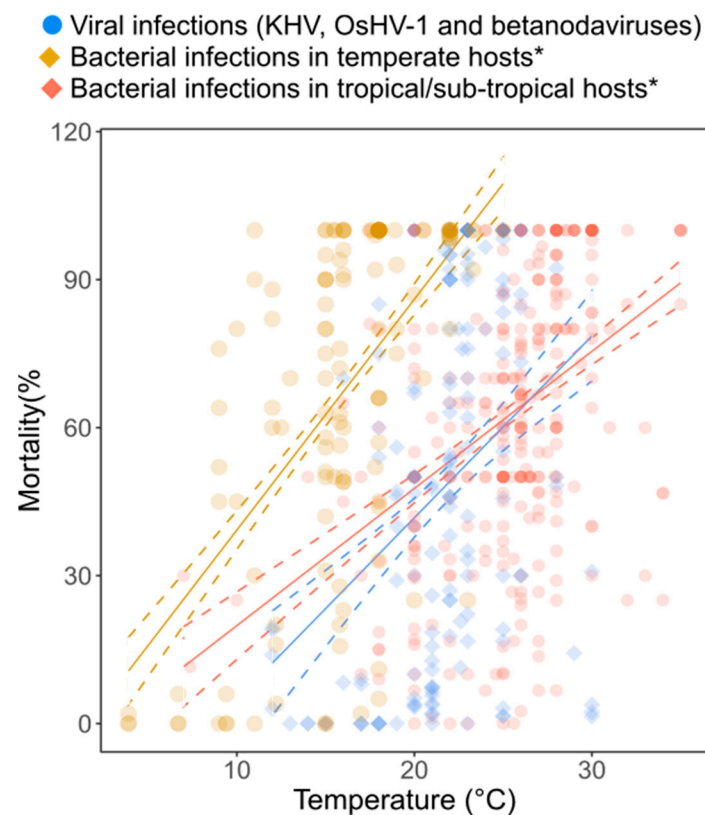 Viral infections (KHV, OsHV-1 and betanodaviruses)
Bacterial infections in temperate hosts*
Bacterial infections in tropical/sub-tropical hosts*
120
90
60
30
0
Mortality(%
10
20
30
Temperature (°C)